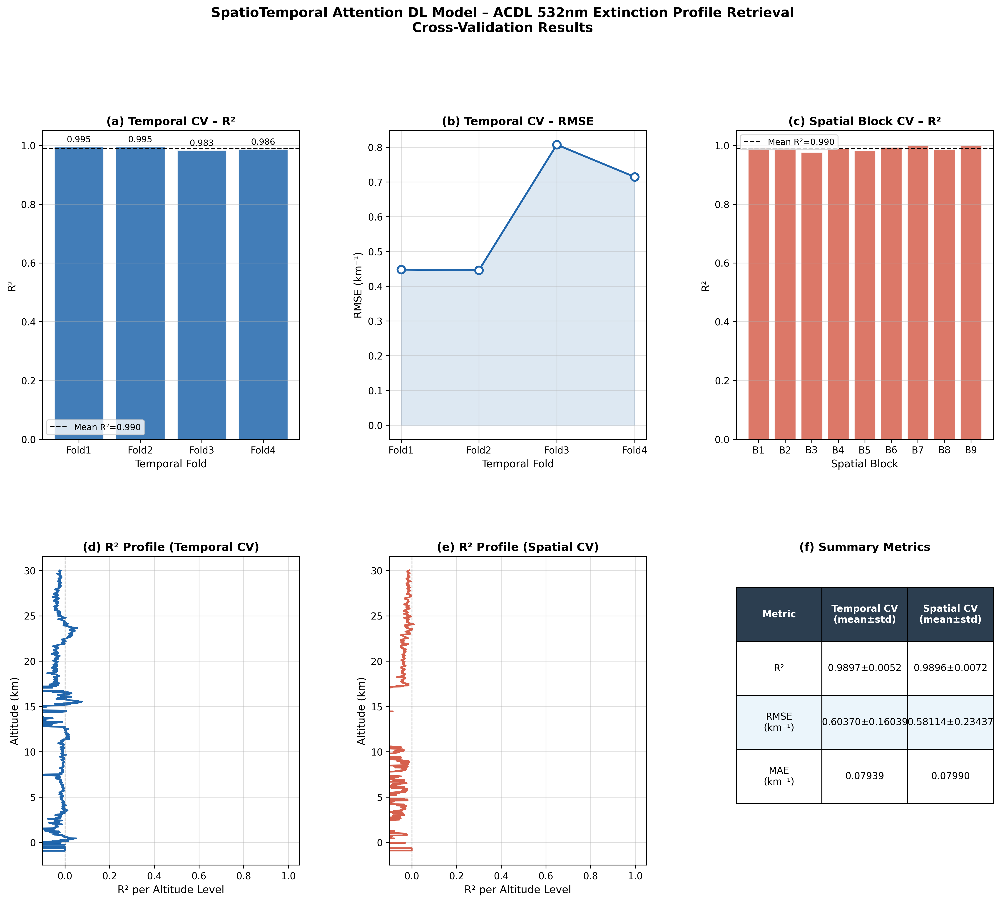 SpatioTemporal Attention DL Model – ACDL 532nm Extinction Profile Retrieval
Cross-Validation Results
(a) Temporal CV – R²
0.995
0.995
0.983
0.986
1.0
0.8
0.6
0.4
0.2
0.0
R²
Mean R²=0.990
Fold1
Fold2
Fold3
Fold4
Temporal Fold
(b) Temporal CV – RMSE
0.8
0.7
0.6
0.5
0.4
0.3
0.2
0.1
0.0
RMSE (km⁻¹)
Fold1
Fold2
Fold3
Fold4
Temporal Fold
(c) Spatial Block CV – R²
Mean R²=0.990
1.0
0.8
0.6
0.4
0.2
0.0
R²
B1
B2
B3
B4
B5
B6
B7
B8
B9
Spatial Block
(d) R² Profile (Temporal CV)
30
25
20
15
10
5
0
Altitude (km)
0.0
0.2
0.4
0.6
0.8
1.0
R² per Altitude Level
(e) R² Profile (Spatial CV)
30
25
20
15
10
5
0
Altitude (km)
0.0
0.2
0.4
0.6
0.8
1.0
R² per Altitude Level
(f) Summary Metrics
Metric
Temporal CV
(mean±std)
Spatial CV
(mean±std)
R²
0.9897±0.0052
0.9896±0.0072
RMSE
(km⁻¹)
0.60370±0.16039
0.58114±0.23437
MAE
(km⁻¹)
0.07939
0.07990